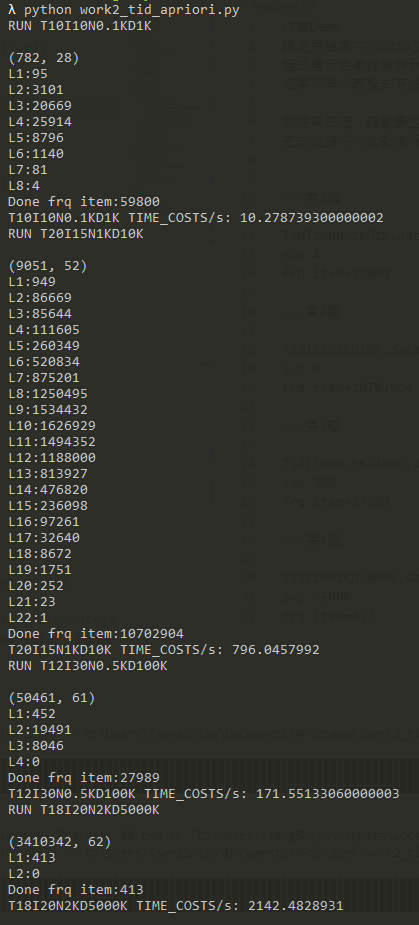 λ python work2_tid_apriori.py
RUN T10I10N0.1KD1K
(782, 28)
L1:95
L2:3101
L3:20669
L4:25914
L5:8796
L6:1140
L7:81
L8:4
Done frq item:59800
T10I10N0.1KD1K TIME_COSTS/s: 10.278739300000002
RUN T20I15N1KD10K
(9051, 52)
L1:949
L2:86669
L3:85644
L4:111605
L5:260349
L6:520834
L7:875201
L8:1250495
L9:1534432
L10:1626929
L11:1494352
L12:1188000
L13:813927
L14:476820
L15:236098
L16:97261
L17:32640
L18:8672
L19:1751
L20:252
L21:23
L22:1
Done frq item:10702904
T20I15N1KD10K TIME_COSTS/s: 796.0457992
RUN T12I30N0.5KD100K
(50461, 61)
L1:452
L2:19491
L3:8046
L4:0
Done frq item:27989
T12I30N0.5KD100K TIME_COSTS/s: 171.55133060000003
RUN T18I20N2KD5000K
(3410342, 62)
L1:413
L2:0
Done frq item:413
T18I20N2KD5000K TIME_COSTS/s: 2142.4828931